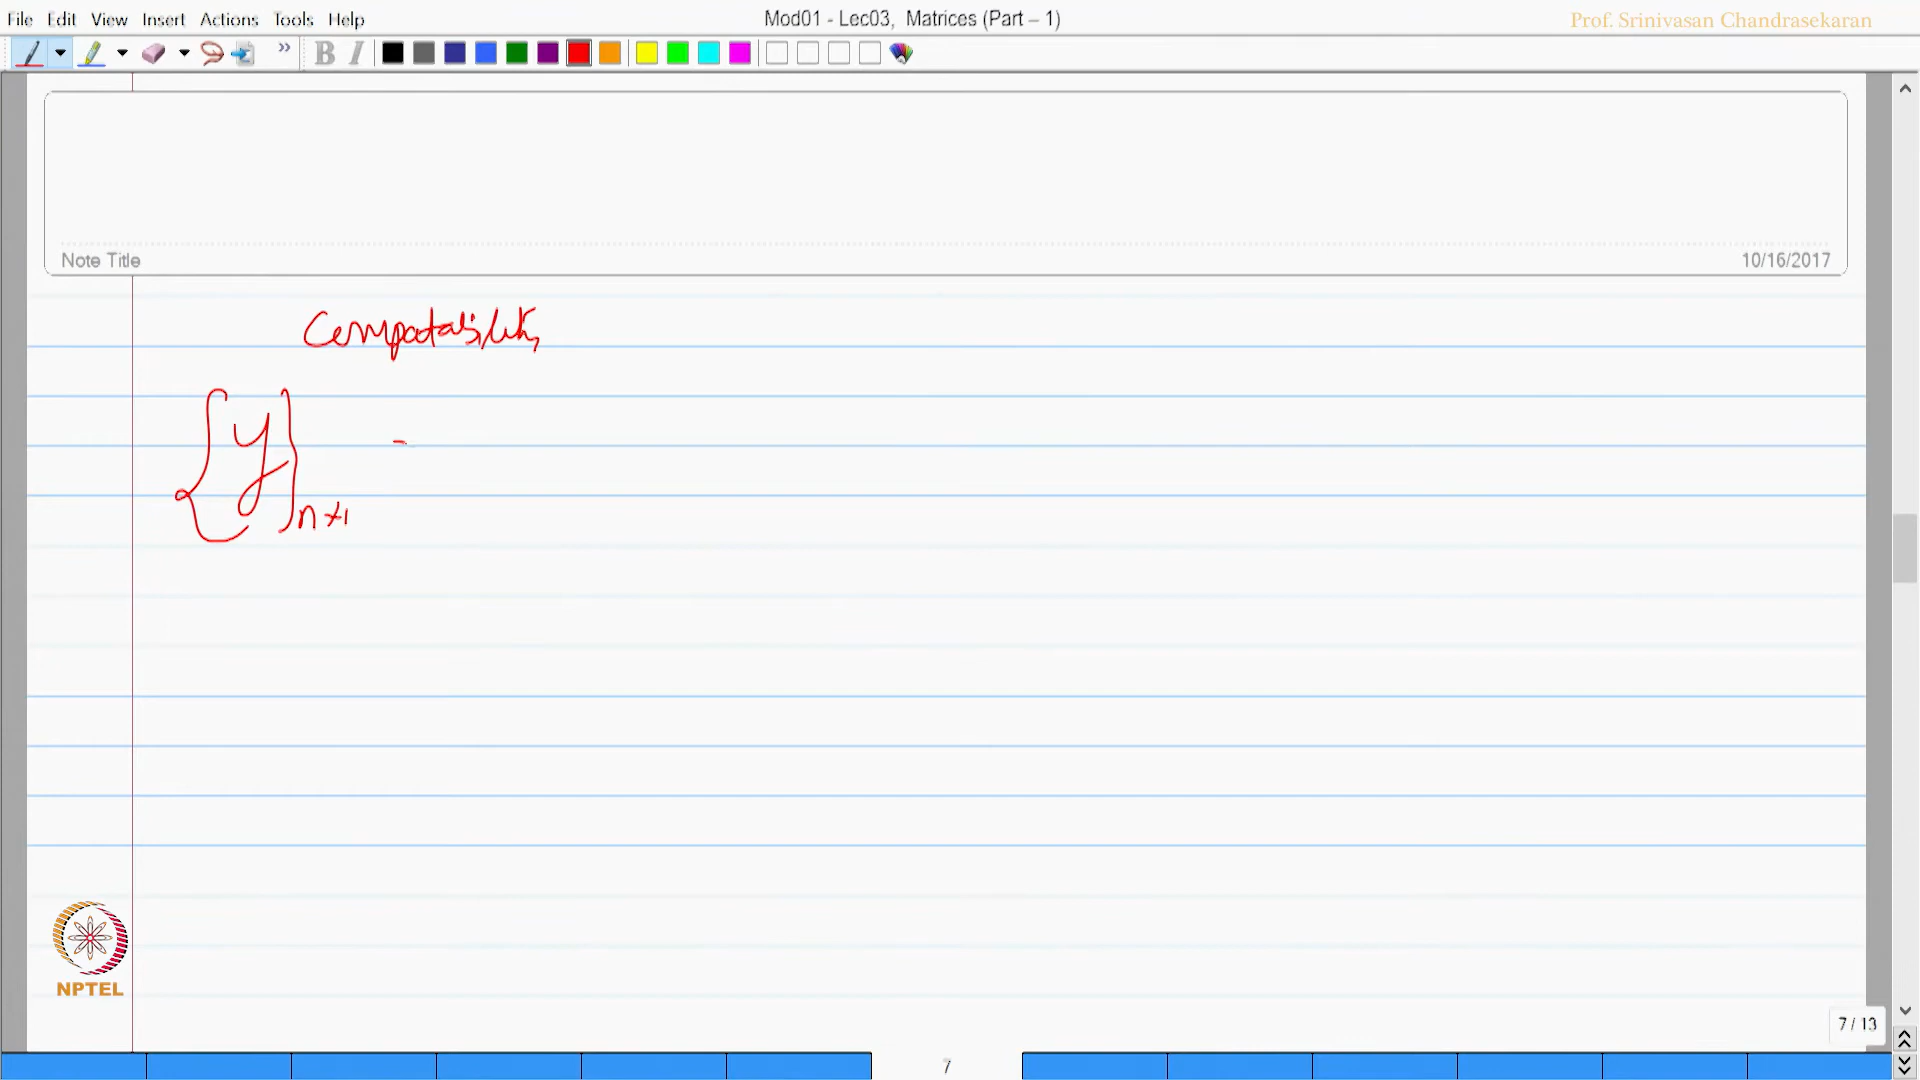 File Edit View Insert Actions Tools Help
Mod01 - Lec03, Matrices (Part – 1)
Prof. Srinivasan Chandrasekaran
B I
Note Title
10/16/2017
Compatability
{y}n×1
NPTEL
7 / 13
7